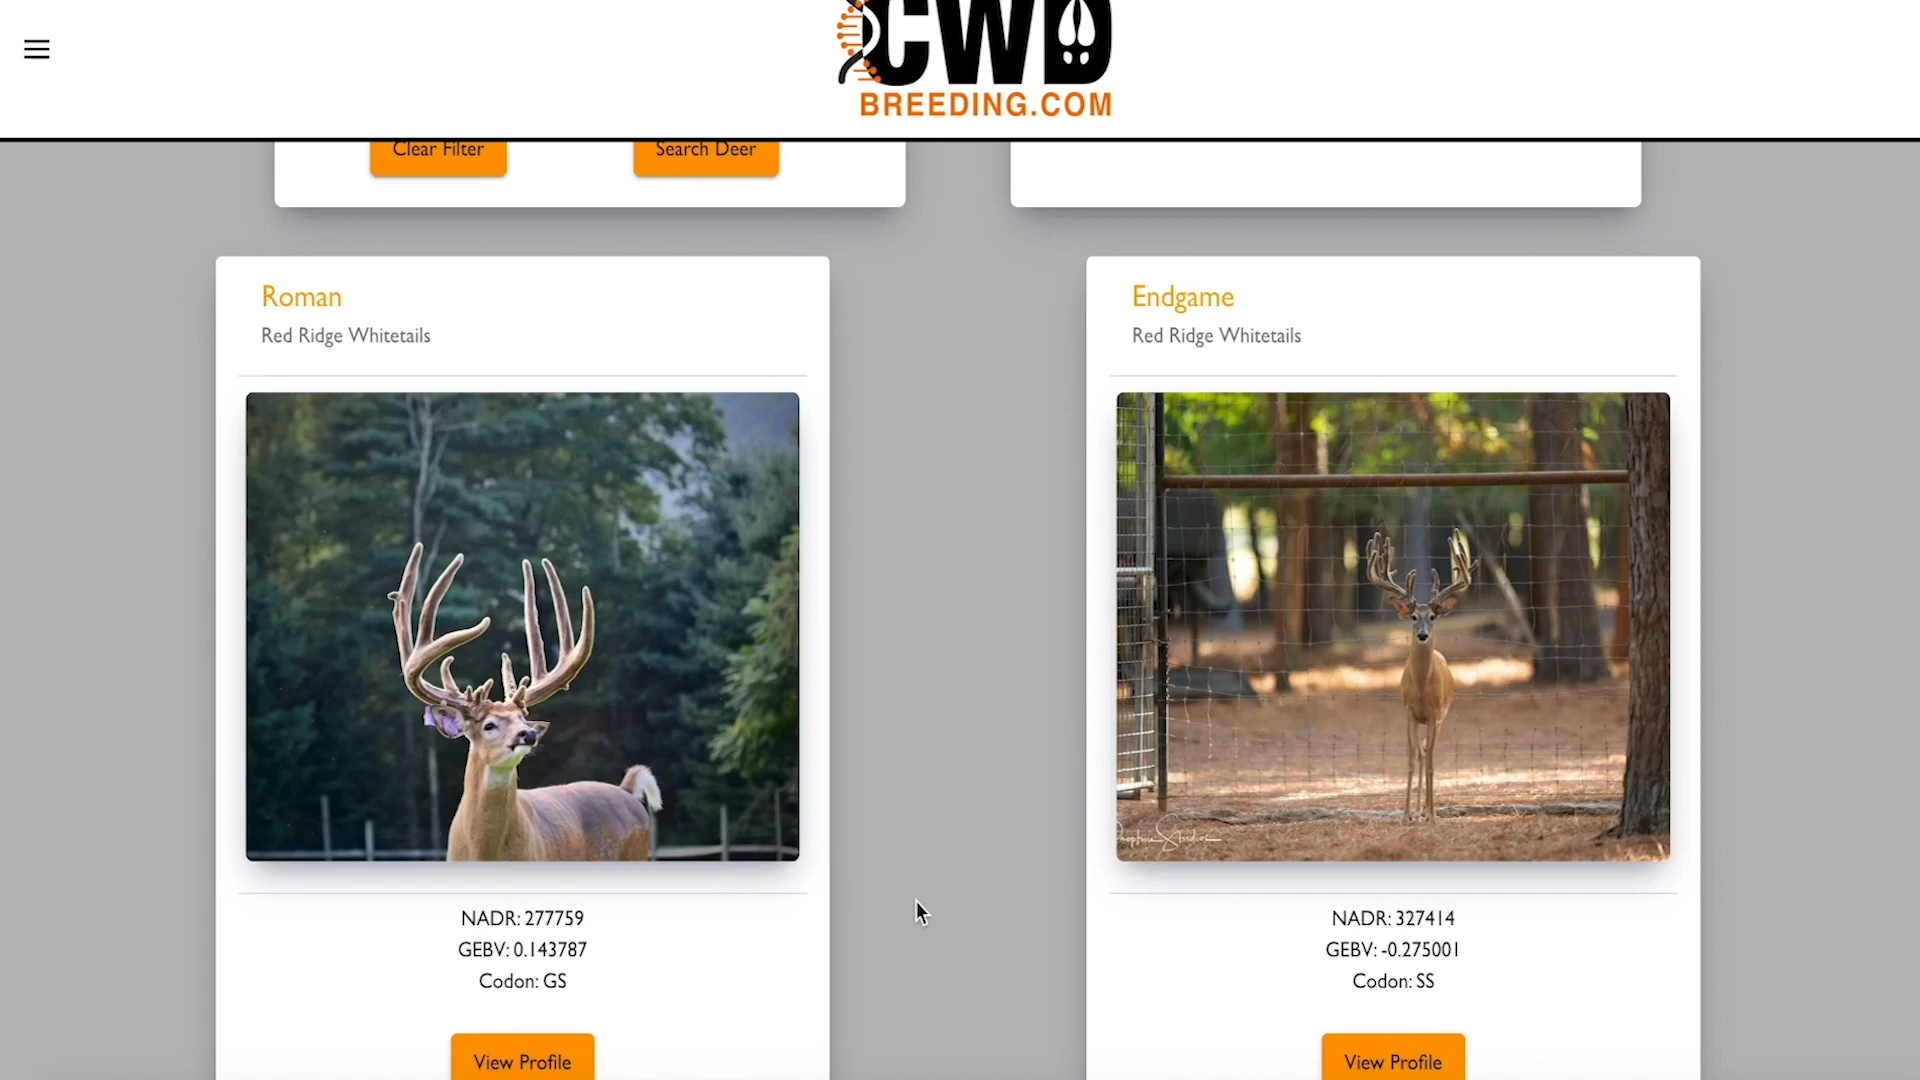 CWD
BREEDING.COM
Clear Filter
Search Deer
Roman
Red Ridge Whitetails
Endgame
Red Ridge Whitetails
NADR: 277759
GEBV: 0.143787
Codon: GS
NADR: 327414
GEBV: -0.275001
Codon: SS
View Profile
View Profile